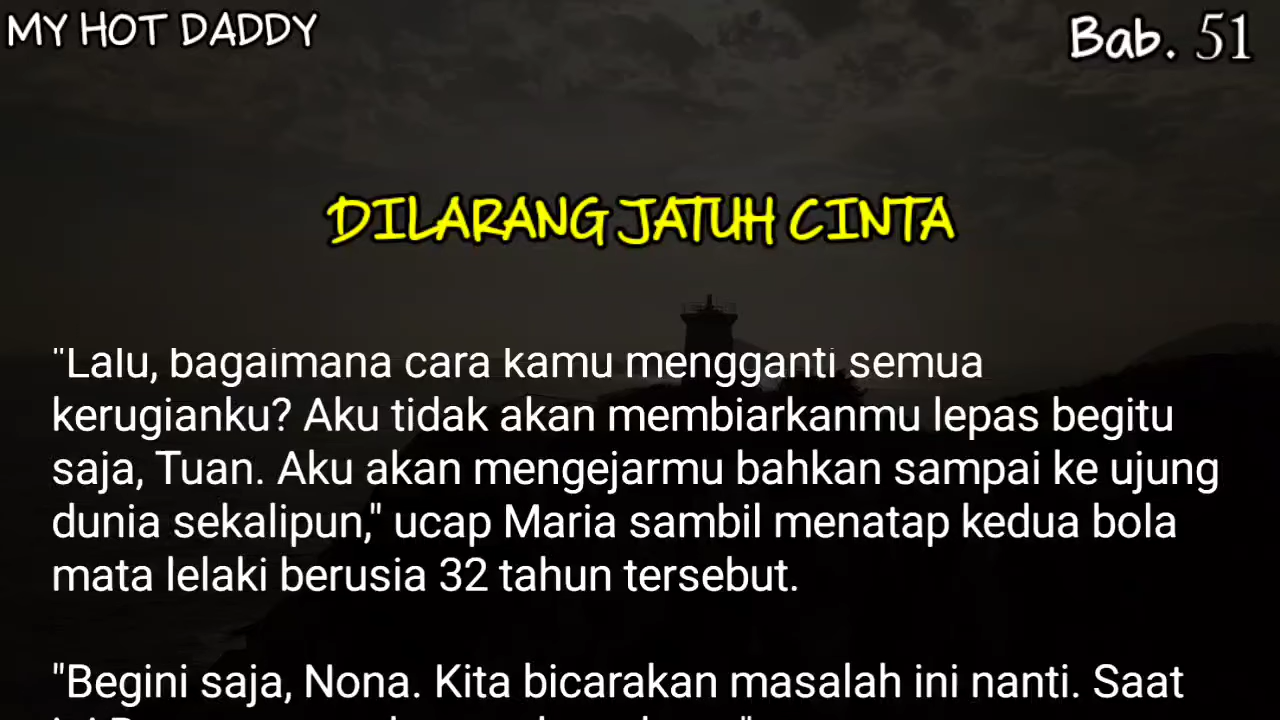 MY HOT DADDY
Bab. 51
DILARANG JATUH CINTA
"Lalu, bagaimana cara kamu mengganti semua
kerugianku? Aku tidak akan membiarkanmu lepas begitu
saja, Tuan. Aku akan mengejarmu bahkan sampai ke ujung
dunia sekalipun," ucap Maria sambil menatap kedua bola
mata lelaki berusia 32 tahun tersebut.
"Begini saja, Nona. Kita bicarakan masalah ini nanti. Saat